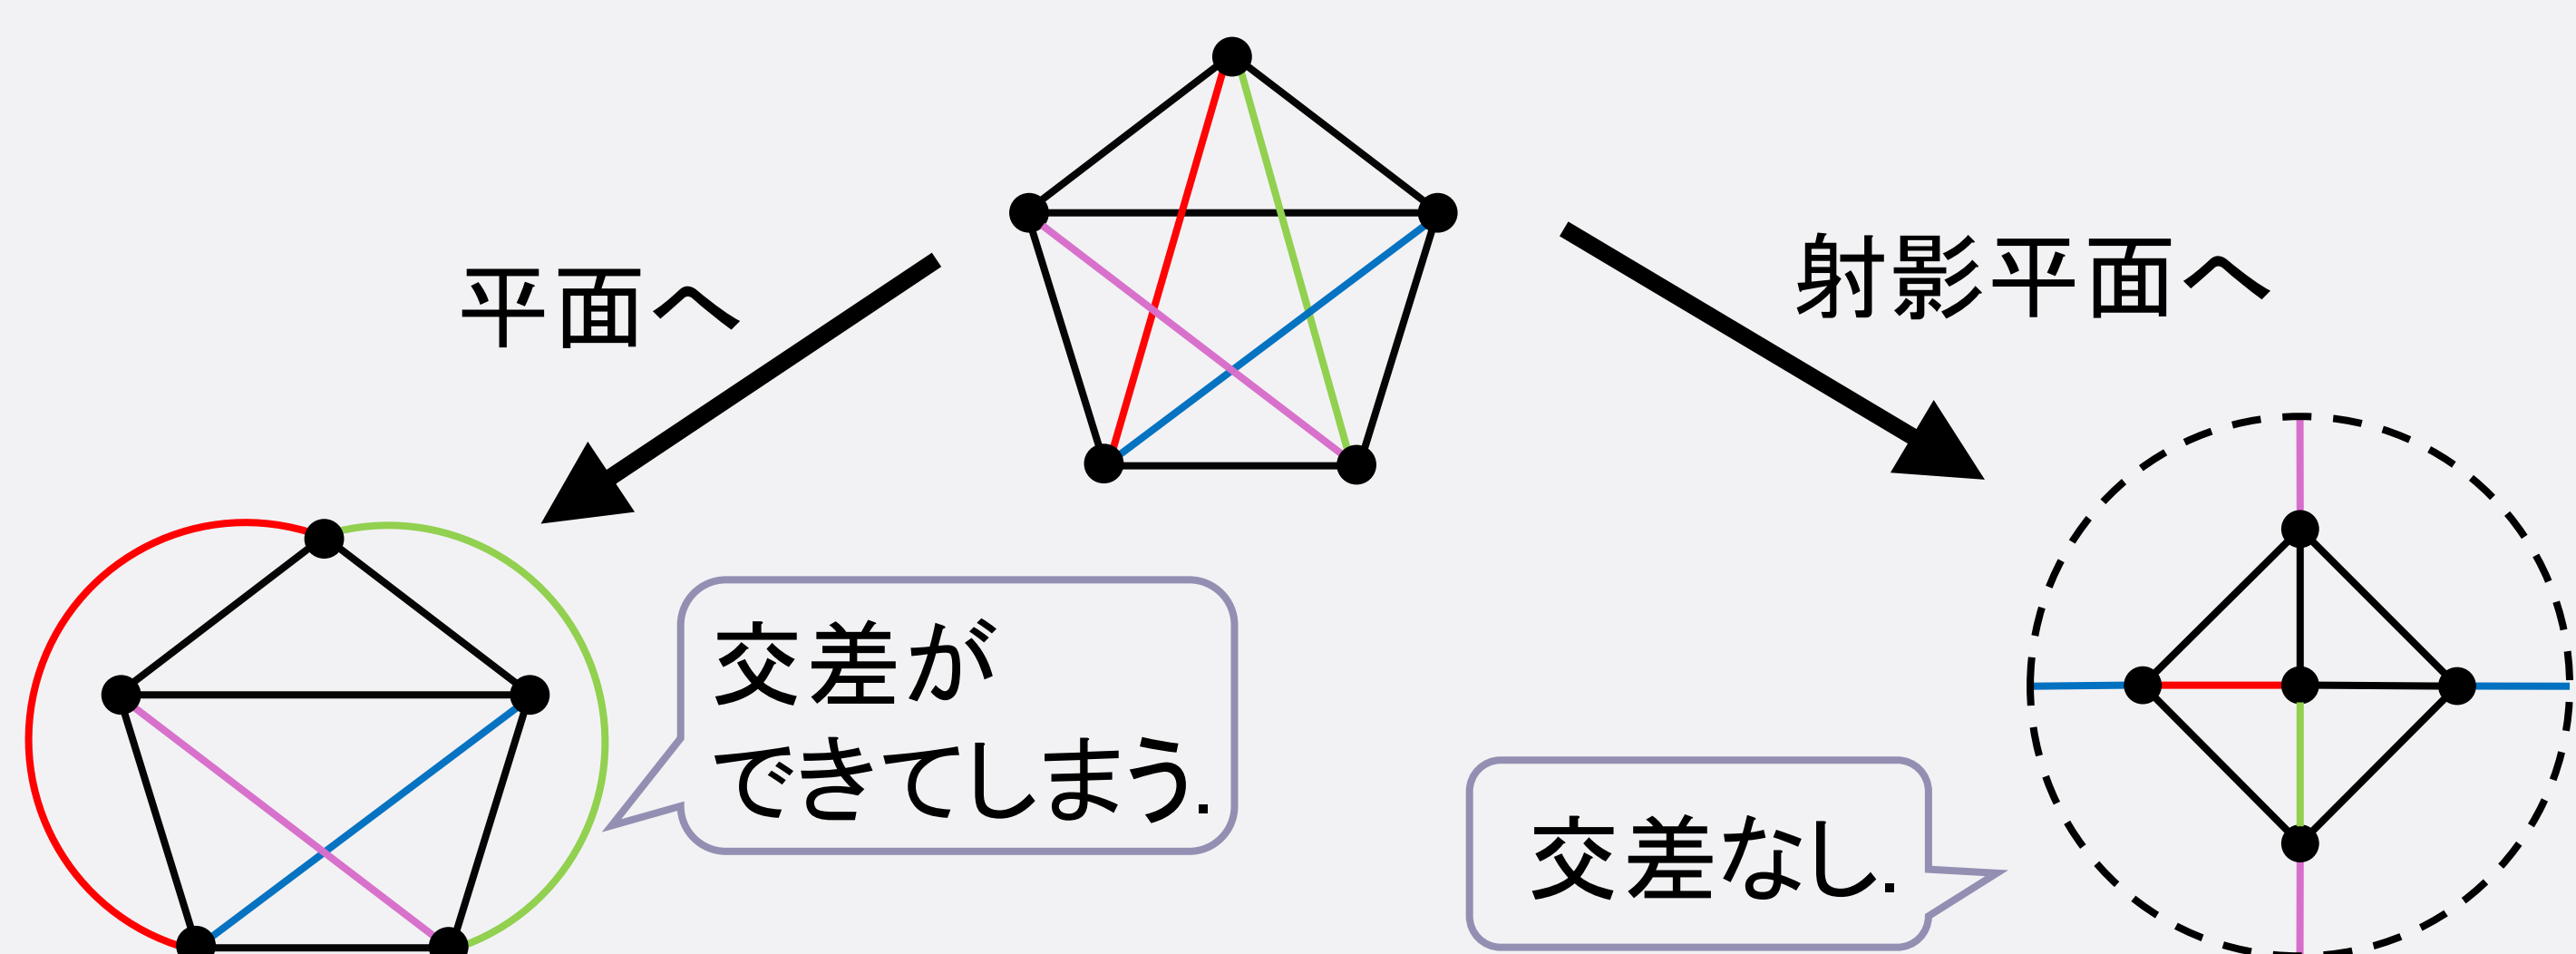 平面へ
射影平面へ
交差が
できてしまう.
交差なし.